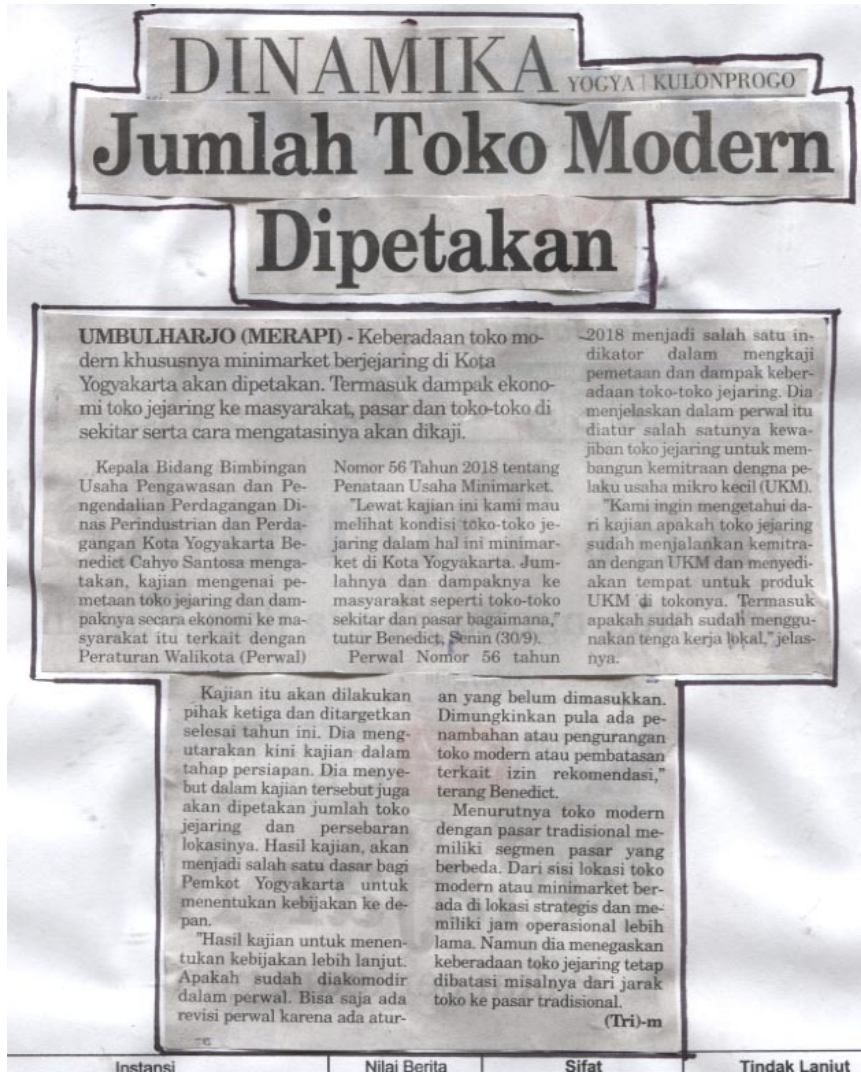 DINAMIKA YOGYA | KULONPROGO
Jumlah Toko Modern
Dipetakan
UMBULHARJO (MERAPI) - Keberadaan toko mo-
dern khususnya minimarket berjejaring di Kota
Yogyakarta akan dipetakan. Termasuk dampak ekono-
mi toko jejaring ke masyarakat, pasar dan toko-toko di
sekitar serta cara mengatasinya akan dikaji.
Kepala Bidang Bimbingan
Usaha Pengawasan dan Pe-
ngendalian Perdagangan Di-
nas Perindustrian dan Perda-
gangan Kota Yogyakarta Be-
nedict Cahyo Santosa menga-
takan, kajian mengenai pe-
metaan toko jejaring dan dam-
paknya secara ekonomi ke ma-
syarakat itu terkait dengan
Peraturan Walikota (Perwal)
Nomor 56 Tahun 2018 tentang
Penataan Usaha Minimarket.
"Lewat kajian ini kami mau
melihat kondisi toko-toko je-
jaring dalam hal ini minimar-
ket di Kota Yogyakarta. Jum-
lahnya dan dampaknya ke
masyarakat seperti toko-toko
sekitar dan pasar bagaimana,"
tutur Benedict, Senin (30/9).
Perwal Nomor 56 tahun
2018 menjadi salah satu in-
dikator dalam mengkaji
pemetaan dan dampak keber-
adaan toko-toko jejaring. Dia
menjelaskan dalam perwal itu
diatur salah satunya kewa-
jiban toko jejaring untuk mem-
bangun kemitraan dengna pe-
laku usaha mikro kecil (UKM).
"Kami ingin mengetahui da-
ri kajian apakah toko jejaring
sudah menjalankan kemitra-
an dengan UKM dan menyedi-
akan tempat untuk produk
UKM di tokonya. Termasuk
apakah sudah sudah menggu-
nakan tenga kerja lokal," jelas-
nya.
Kajian itu akan dilakukan
pihak ketiga dan ditargetkan
selesai tahun ini. Dia meng-
utarakan kini kajian dalam
tahap persiapan. Dia menye-
but dalam kajian tersebut juga
akan dipetakan jumlah toko
jejaring dan persebaran
lokasinya. Hasil kajian, akan
menjadi salah satu dasar bagi
Pemkot Yogyakarta untuk
menentukan kebijakan ke de-
pan.
"Hasil kajian untuk menen-
tukan kebijakan lebih lanjut.
Apakah sudah diakomodir
dalam perwal. Bisa saja ada
revisi perwal karena ada atur-
an yang belum dimasukkan.
Dimungkinkan pula ada pe-
nambahan atau pengurangan
toko modern atau pembatasan
terkait izin rekomendasi,"
terang Benedict.
Menurutnya toko modern
dengan pasar tradisional me-
miliki segmen pasar yang
berbeda. Dari sisi lokasi toko
modern atau minimarket ber-
ada di lokasi strategis dan me-
miliki jam operasional lebih
lama. Namun dia menegaskan
keberadaan toko jejaring tetap
dibatasi misalnya dari jarak
toko ke pasar tradisional.
(Tri)-m
Instansi Nilai Berita Sifat Tindak Lanjut